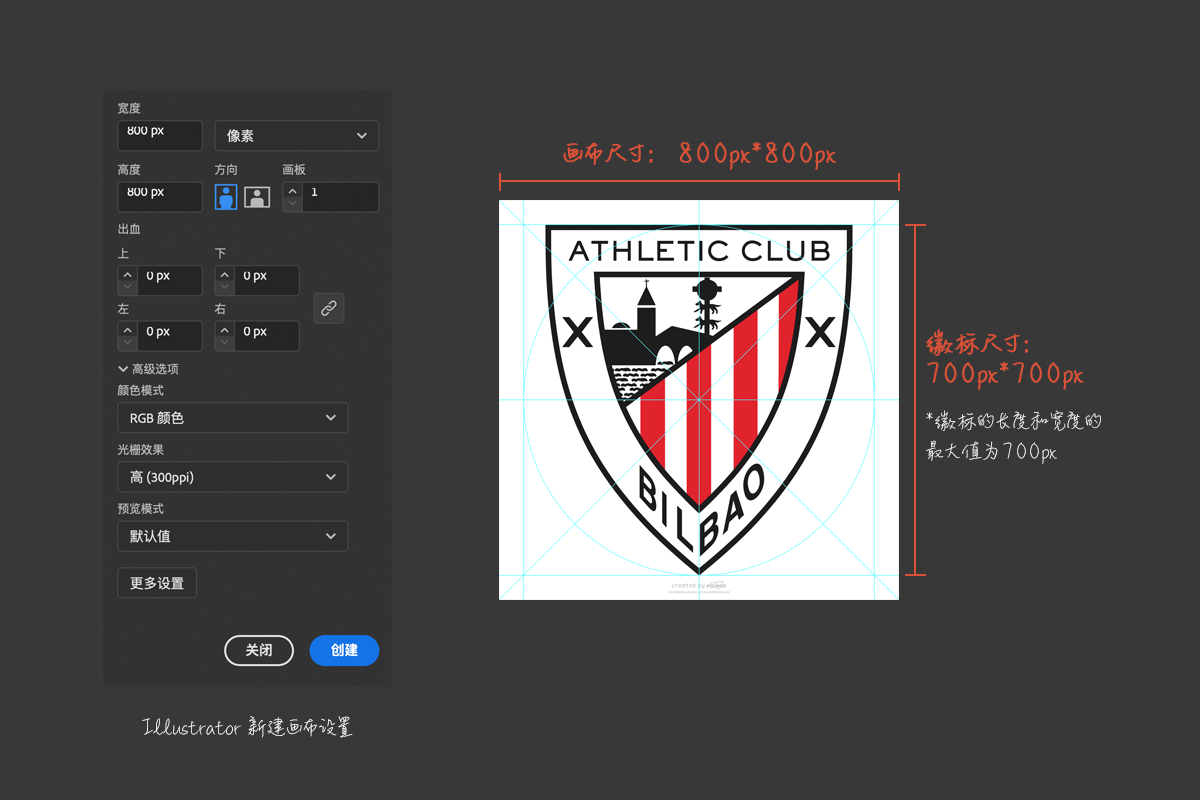 宽度
800 px
像素
高度
方向
画板
800 px
1
出血
上
下
0 px
0 px
左
右
0 px
0 px
高级选项
颜色模式
RGB 颜色
光栅效果
高 (300ppi)
预览模式
默认值
更多设置
关闭
创建
Illustrator 新建画布设置
画布尺寸： 800px*800px
ATHLETIC CLUB
X
X
BILBAO
created by
徽标尺寸：
700px*700px
*徽标的长度和宽度的
最大值为700px